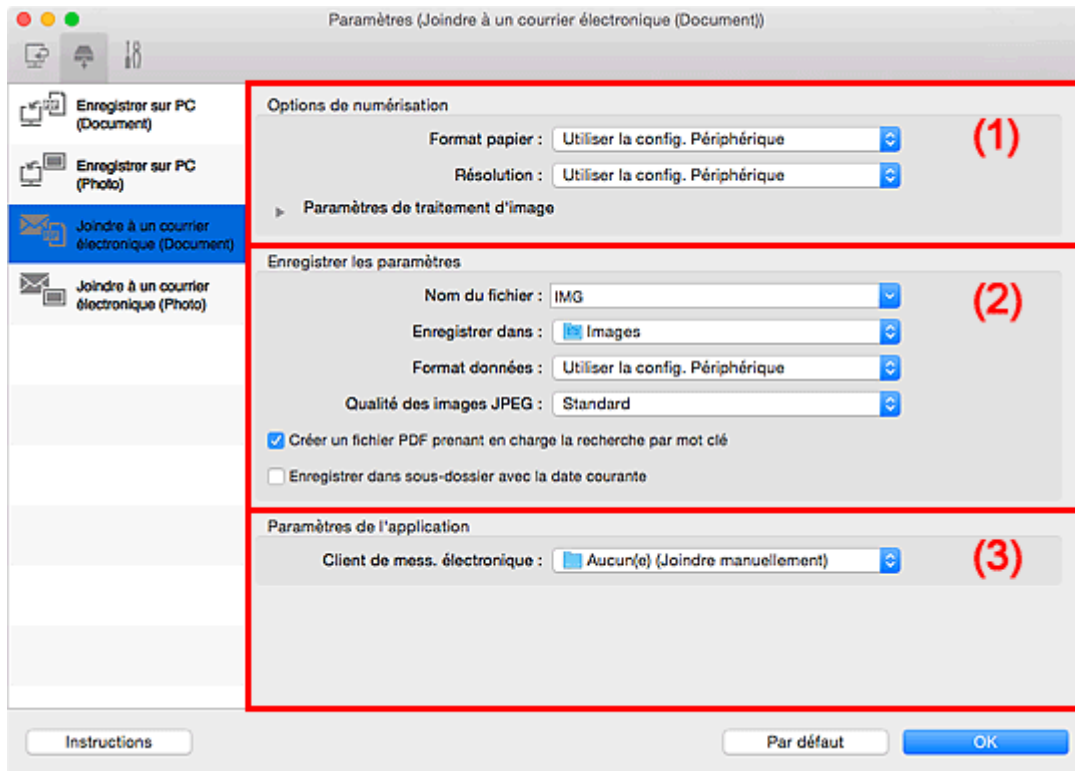 Paramètres (Joindre à un courrier électronique (Document))
Enregistrer sur PC
(Document)
Enregistrer sur PC
(Photo)
Joindre à un courrier
électronique (Document)
Joindre à un courrier
électronique (Photo)
Options de numérisation
(1)
Format papier : Utiliser la config. Périphérique
Résolution : Utiliser la config. Périphérique
Paramètres de traitement d'image
Enregistrer les paramètres
(2)
Nom du fichier : IMG
Enregistrer dans : Images
Format données : Utiliser la config. Périphérique
Qualité des images JPEG : Standard
Créer un fichier PDF prenant en charge la recherche par mot clé
Enregistrer dans sous-dossier avec la date courante
Paramètres de l'application
(3)
Client de mess. électronique : Aucun(e) (Joindre manuellement)
Instructions
Par défaut
OK